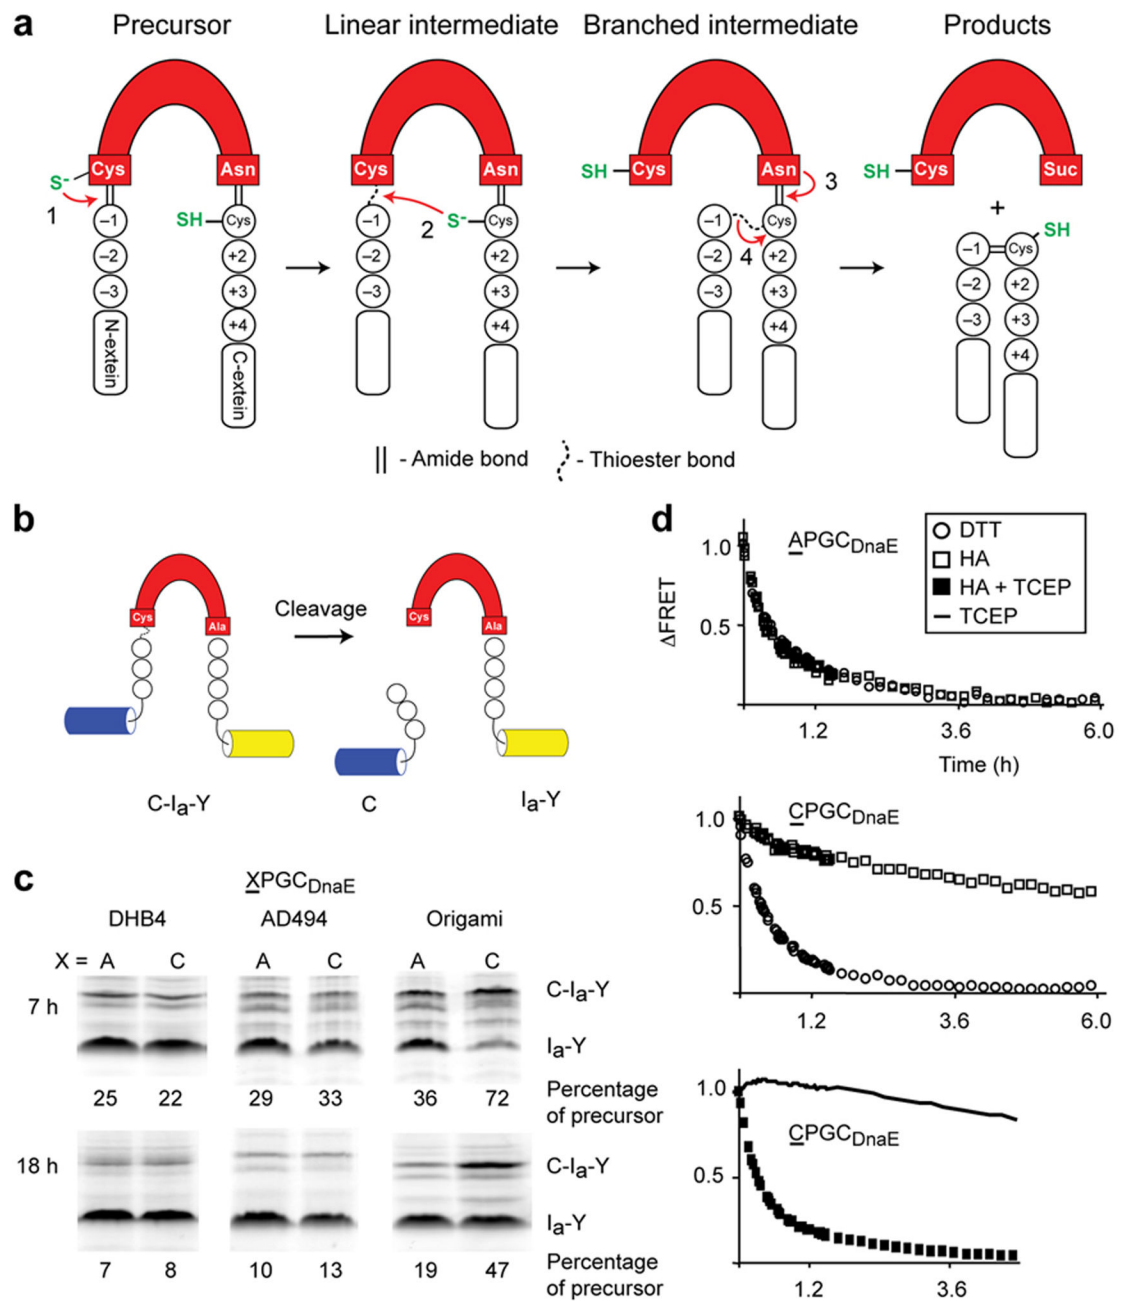 a
Precursor Linear intermediate Branched intermediate Products
Cys Asn Cys Asn Cys Asn Cys Suc
S- SH S- SH SH
1 2 3 4
–1 Cys –1 Cys –1 Cys + SH
–2 +2 –2 +2 –2 +2 –1 Cys
–3 +3 –3 +3 –3 +3 –2 +2
+4 +4 +4 –3 +3
N-extein C-extein +4
|| - Amide bond - Thioester bond
b
Cys Ala Cleavage Cys Ala
C-Ia-Y C Ia-Y
c
XPGCDnaE
DHB4 AD494 Origami
X = A C A C A C
7 h
C-Ia-Y
Ia-Y
25 22 29 33 36 72 Percentage of precursor
18 h
C-Ia-Y
Ia-Y
7 8 10 13 19 47 Percentage of precursor
d
APGCDnaE
DTT
HA
HA + TCEP
TCEP
ΔFRET
1.0
0.5
1.2 3.6 6.0
Time (h)
CPGCDnaE
1.0
0.5
1.2 3.6 6.0
CPGCDnaE
1.0
0.5
1.2 3.6